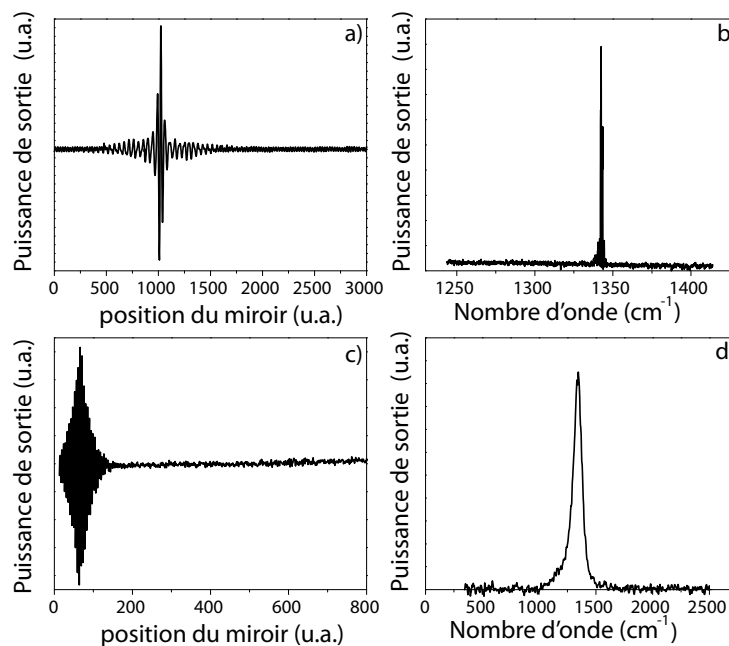 Puissance de sortie (u.a.)
a)
0 500 1000 1500 2000 2500 3000
position du miroir (u.a.)
Puissance de sortie (u.a.)
b)
1250 1300 1350 1400
Nombre d'onde (cm-1)
Puissance de sortie (u.a.)
c)
0 200 400 600 800
position du miroir (u.a.)
Puissance de sortie (u.a.)
d)
0 500 1000 1500 2000 2500
Nombre d'onde (cm-1)